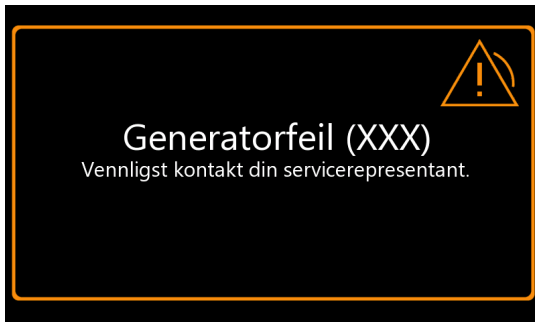 Generatorfeil (XXX)
Vennligst kontakt din servicerepresentant.